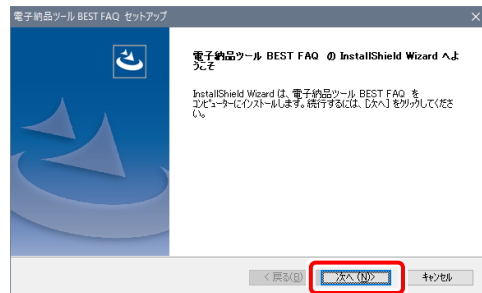 電子納品ツール BEST FAQ セットアップ
電子納品ツール BEST FAQ の InstallShield Wizard へよ
うこそ
InstallShield Wizard は、電子納品ツール BEST FAQ を
コンピューターにインストールします。続行するには、[次へ] をクリックしてくださ
い。
< 戻る(B) 次へ (N)> キャンセル